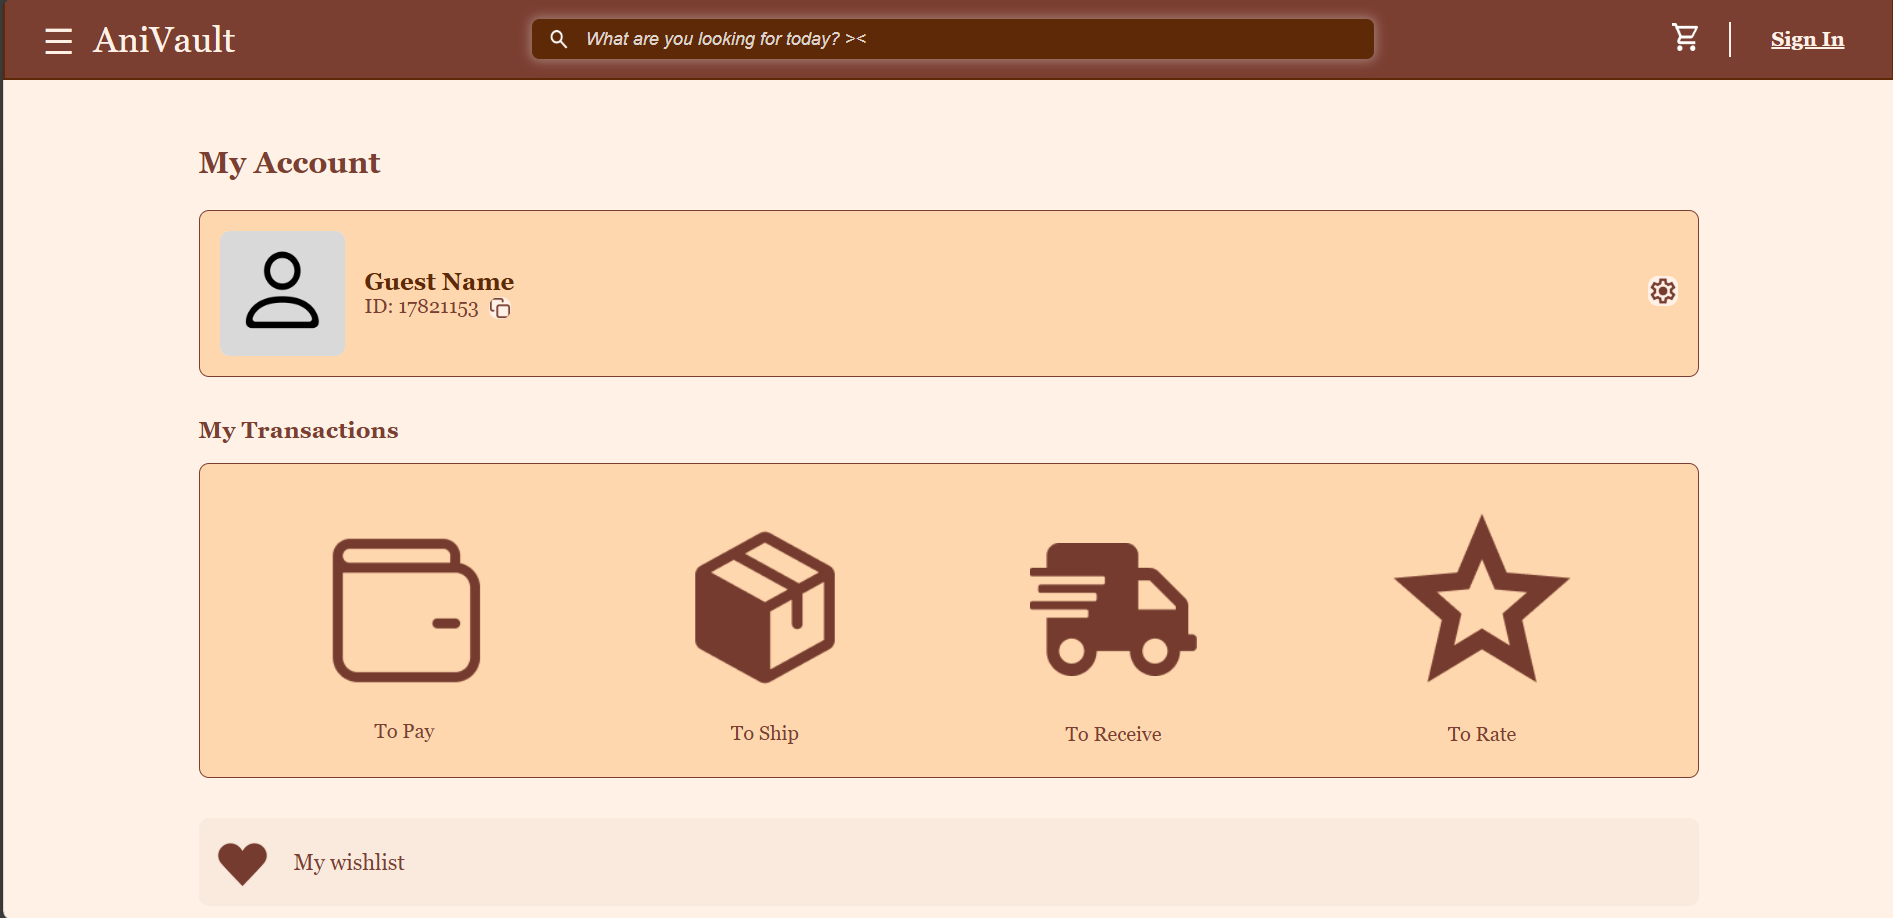 AniVault
What are you looking for today? ><
Sign In
My Account
Guest Name
ID: 17821153
My Transactions
To Pay
To Ship
To Receive
To Rate
My wishlist